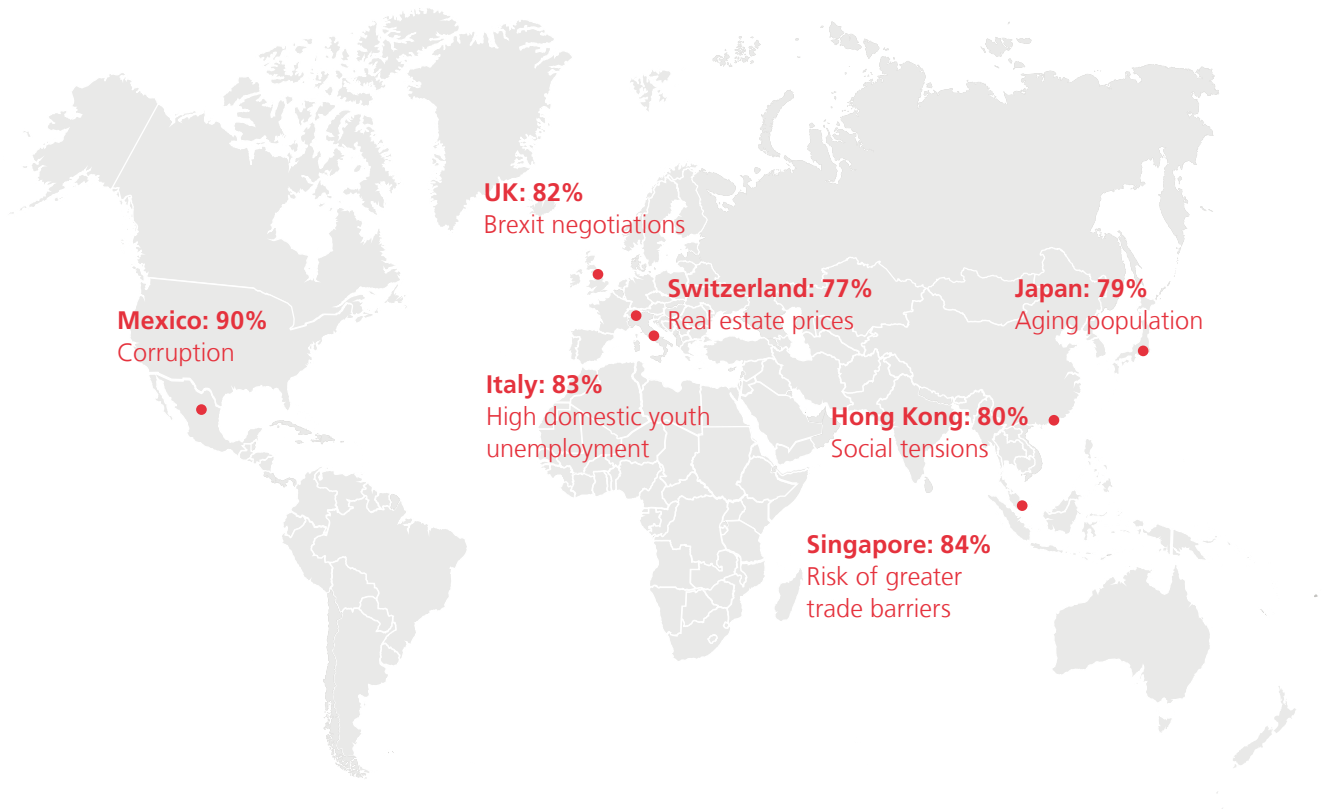 UK: 82%
Brexit negotiations
Switzerland: 77%
Real estate prices
Japan: 79%
Aging population
Mexico: 90%
Corruption
Italy: 83%
High domestic youth
unemployment
Hong Kong: 80%
Social tensions
Singapore: 84%
Risk of greater
trade barriers